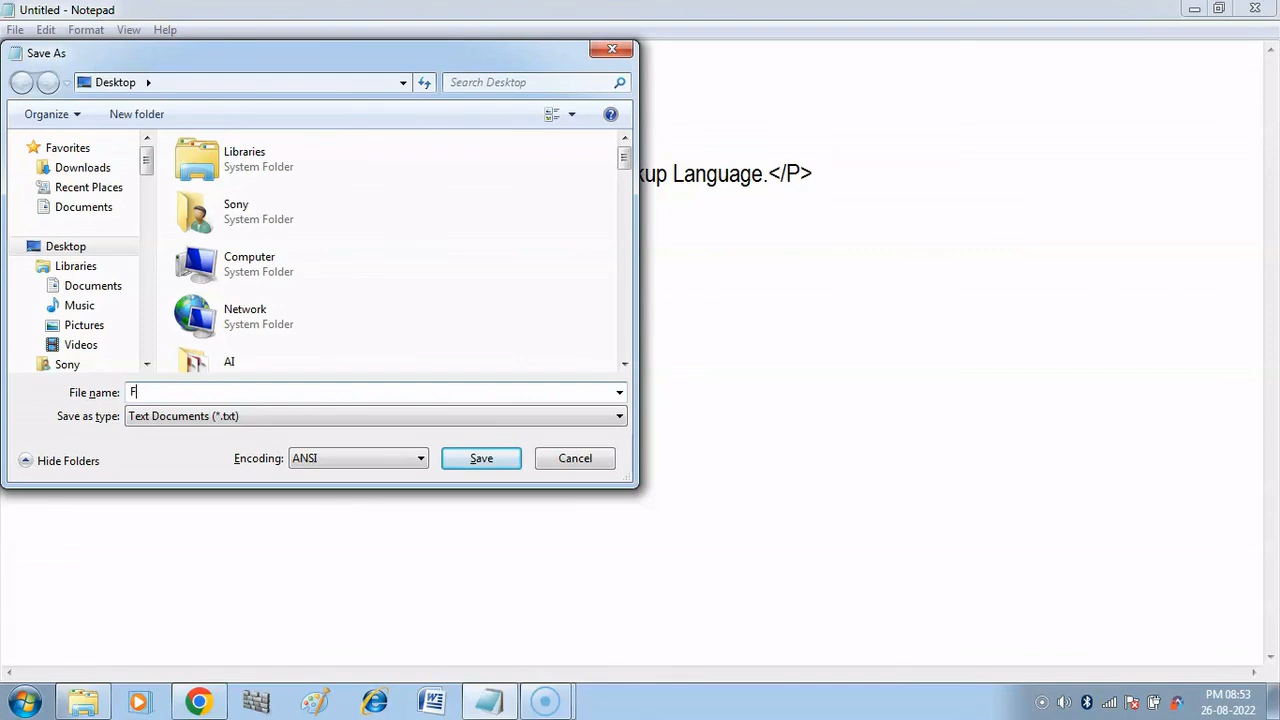 Untitled - Notepad
File Edit Format View Help
Save As
Desktop
Search Desktop
Organize New folder
Favorites
Downloads
Recent Places
Documents
Desktop
Libraries
Documents
Music
Pictures
Videos
Sony
Libraries
System Folder
Sony
System Folder
Computer
System Folder
Network
System Folder
AI
kup Language.</P>
File name: F
Save as type: Text Documents (*.txt)
Hide Folders Encoding: ANSI Save Cancel
PM 08:53
26-08-2022